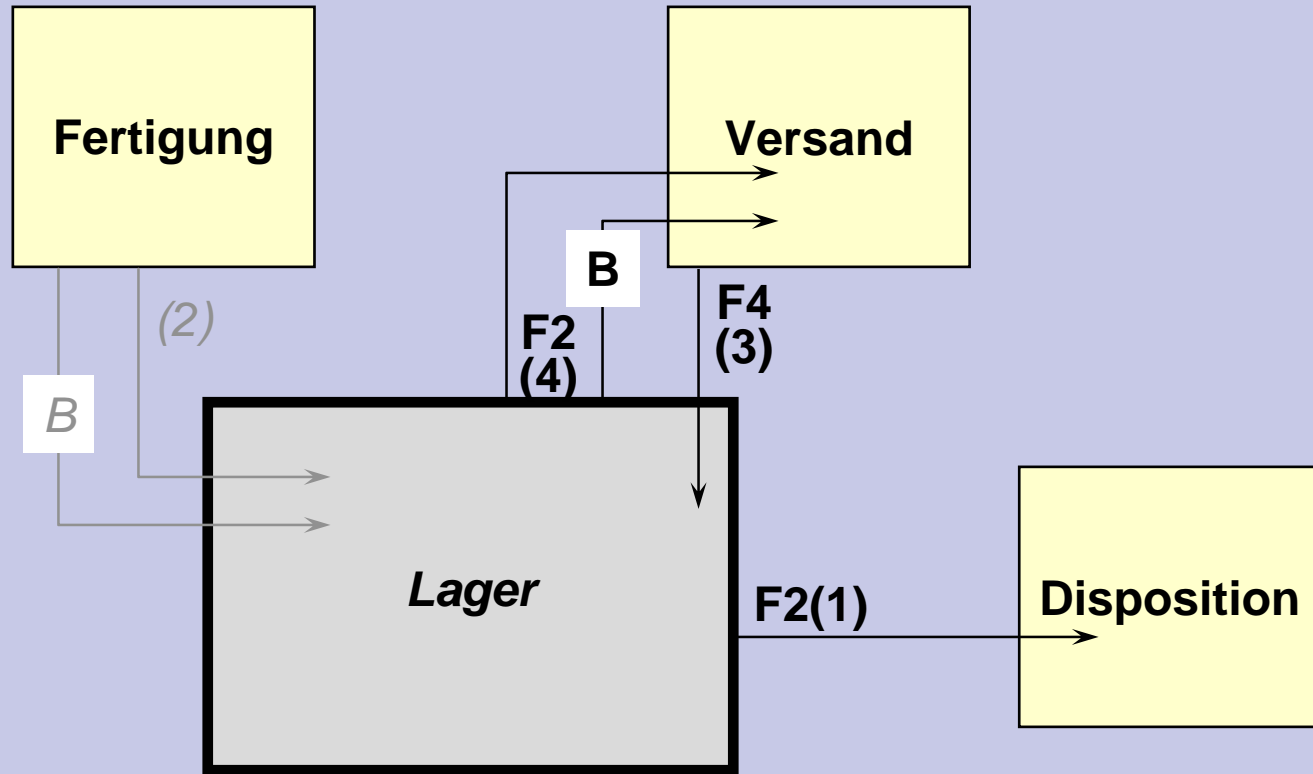 Fertigung
Versand
B
(2)
F2
(4)
F4
(3)
B
Lager
F2(1)
Disposition